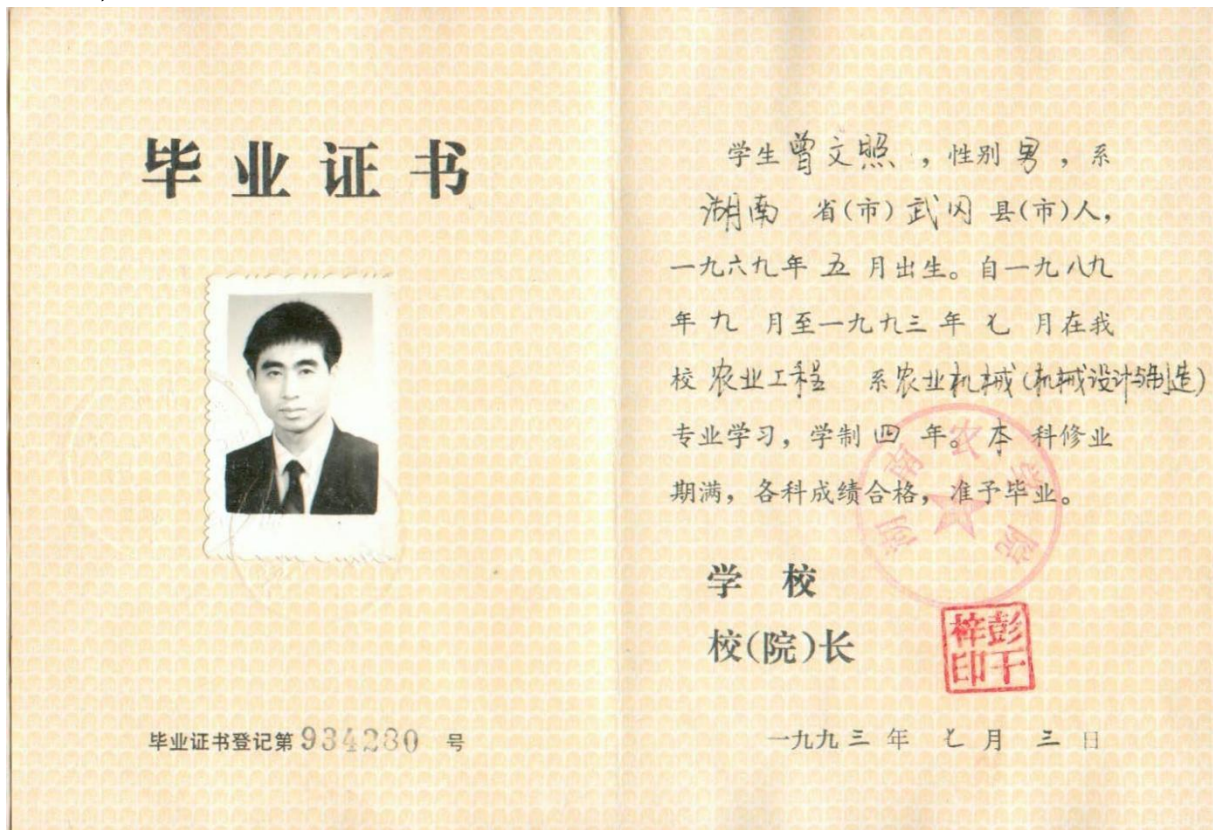 毕业证书
毕业证书登记第934280 号
学生曾文照，性别男，系
湖南 省(市)武冈县(市)人，
一九六九年五月出生。自一九八九
年九 月至一九九三年七 月在我
校农业工程 系农业机械(机械设计与制造)
专业学习，学制四 年。本 科修业
期满，各科成绩合格，准予毕业。
湖南农学院
学 校
校(院)长
彭干梓印
一九九三年 七月 三 日